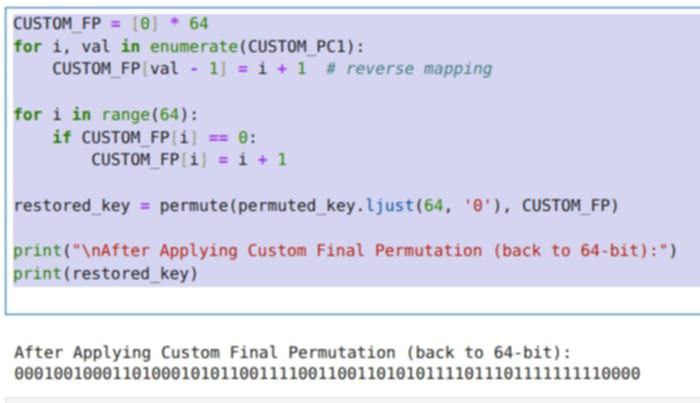 CUSTOM_FP = [0] * 64
for i, val in enumerate(CUSTOM_PC1):
    CUSTOM_FP[val - 1] = i + 1  # reverse mapping
for i in range(64):
    if CUSTOM_FP[i] == 0:
        CUSTOM_FP[i] = i + 1
restored_key = permute(permuted_key.ljust(64, '0'), CUSTOM_FP)
print("\nAfter Applying Custom Final Permutation (back to 64-bit):")
print(restored_key)
After Applying Custom Final Permutation (back to 64-bit):
0001001000110100010101100111100110011010101111011101111111110000